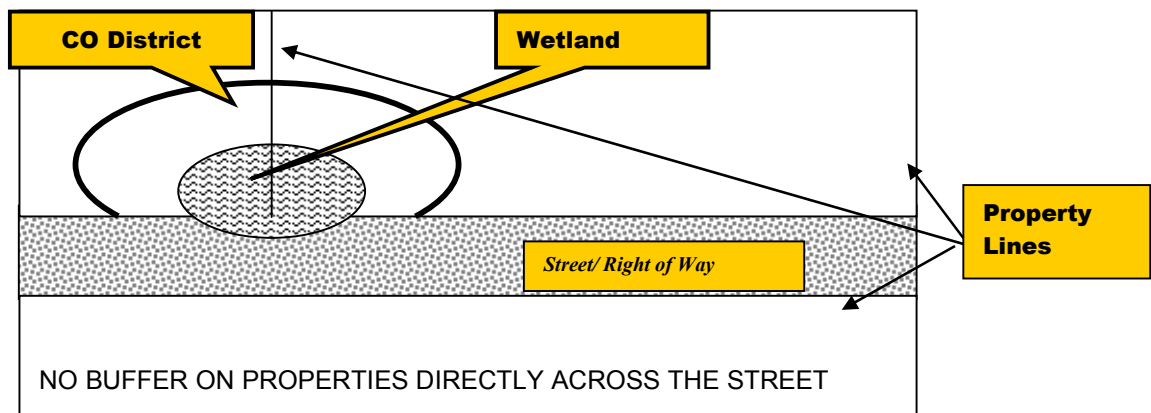 CO District
Wetland
Property
Lines
Street/ Right of Way
NO BUFFER ON PROPERTIES DIRECTLY ACROSS THE STREET